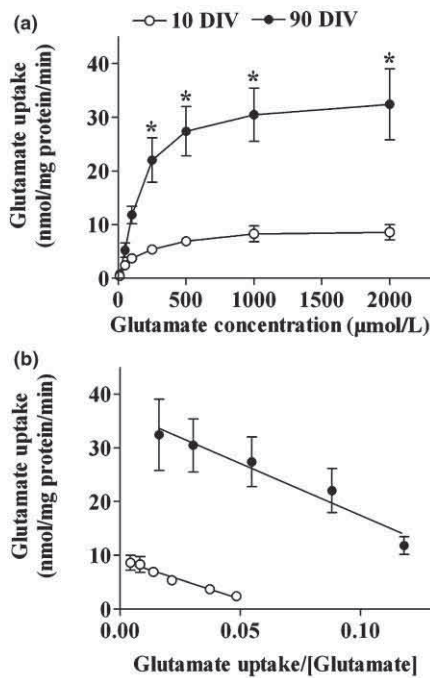 (a)
10 DIV 90 DIV
Glutamate uptake
(nmol/mg protein/min)
40
30
20
10
0
* * * *
0 500 1000 1500 2000
Glutamate concentration (μmol/L)
(b)
Glutamate uptake
(nmol/mg protein/min)
40
30
20
10
0
0.00 0.05 0.10
Glutamate uptake/[Glutamate]